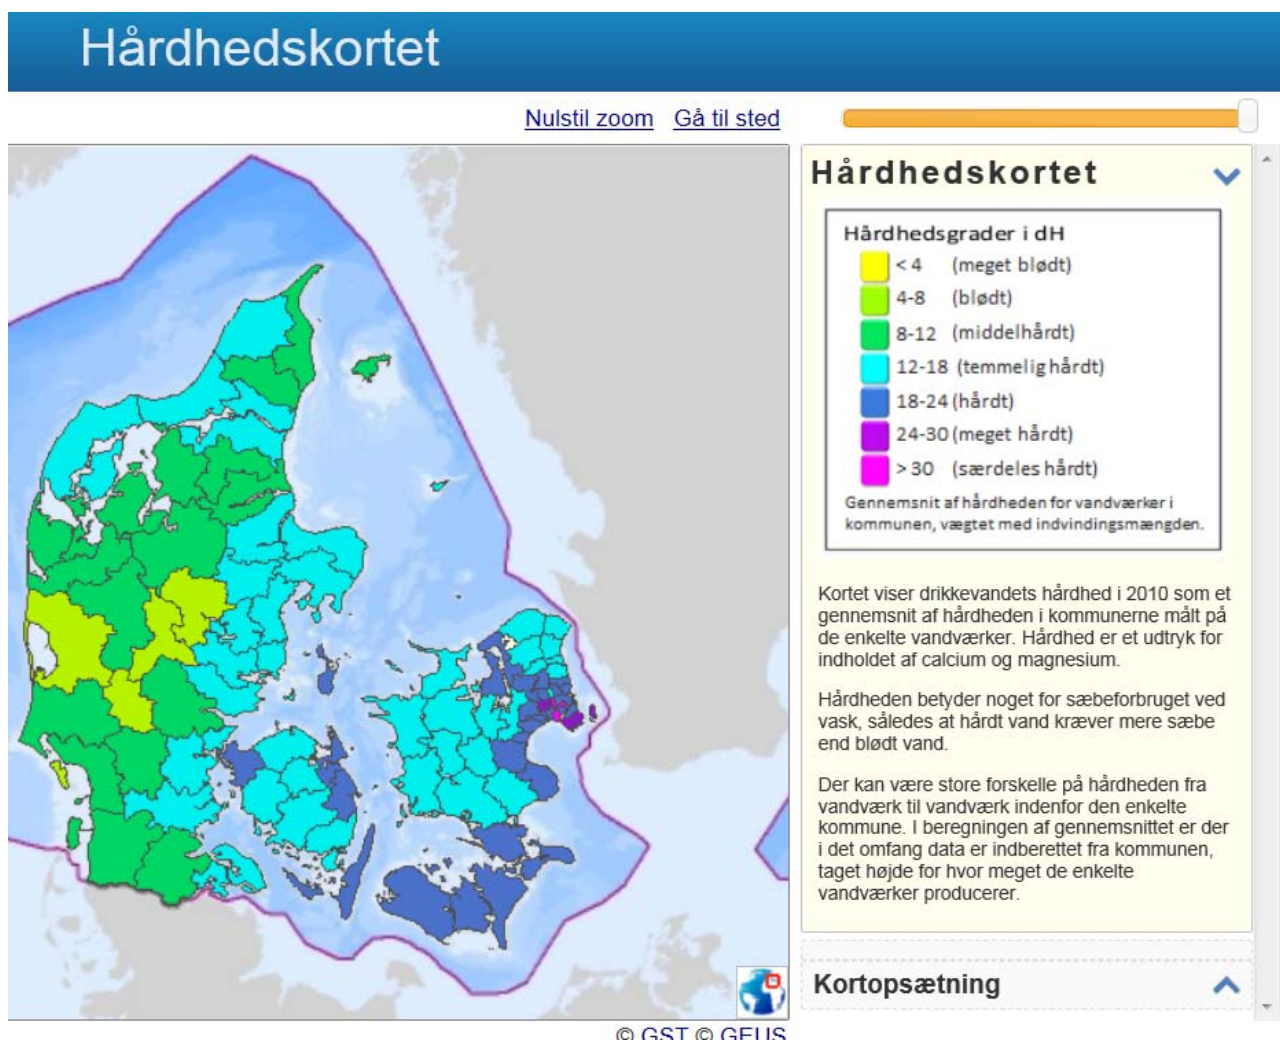 Hårdhedskortet
Nulstil zoom Gå til sted
Hårdhedskortet
Hårdhedsgrader i dH
< 4 (meget blødt)
4-8 (blødt)
8-12 (middelhårdt)
12-18 (temmelig hårdt)
18-24 (hårdt)
24-30 (meget hårdt)
> 30 (særdeles hårdt)
Gennemsnit af hårdheden for vandværker i
kommunen, vægtet med indvindingsmængden.
Kortet viser drikkevandets hårdhed i 2010 som et
gennemsnit af hårdheden i kommunerne målt på
de enkelte vandværker. Hårdhed er et udtryk for
indholdet af calcium og magnesium.
Hårdheden betyder noget for sæbeforbruget ved
vask, således at hårdt vand kræver mere sæbe
end blødt vand.
Der kan være store forskelle på hårdheden fra
vandværk til vandværk indenfor den enkelte
kommune. I beregningen af gennemsnittet er der
i det omfang data er indberettet fra kommunen,
taget højde for hvor meget de enkelte
vandværker producerer.
Kortopsætning
© GST © GEUS